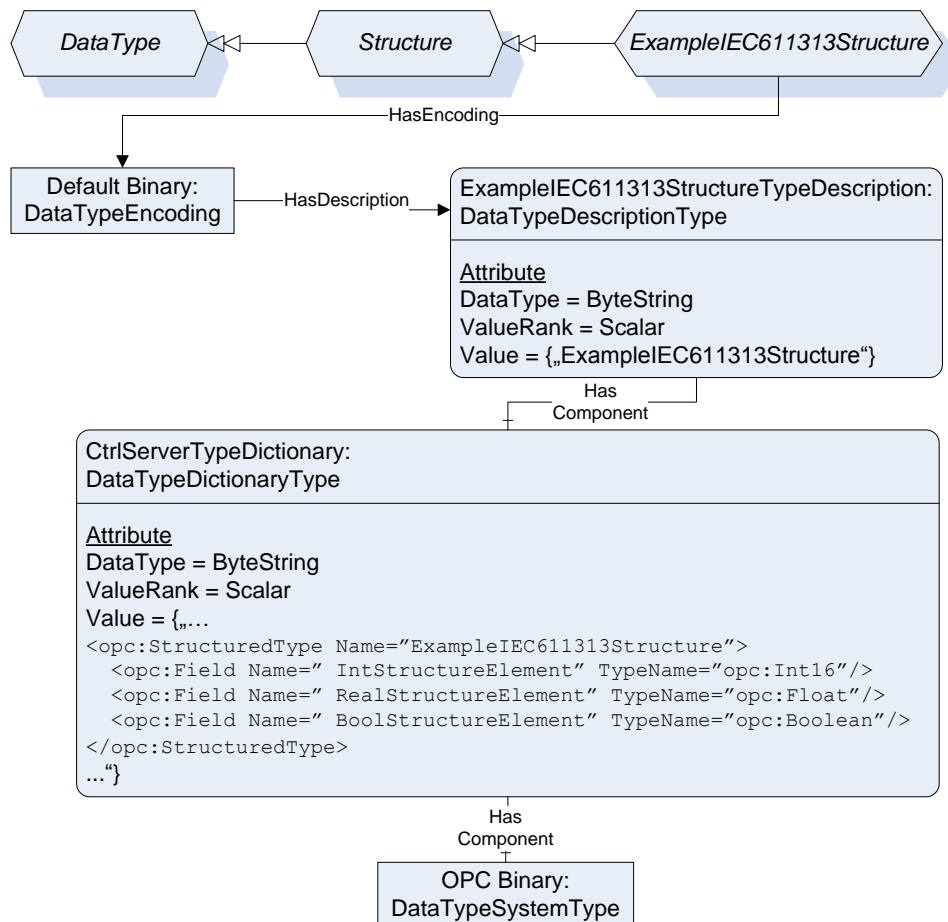 DataType
Structure
ExampleIEC611313Structure
HasEncoding
Default Binary:
DataTypeEncoding
HasDescription
ExampleIEC611313StructureTypeDescription:
DataTypeDescriptionType
Attribute
DataType = ByteString
ValueRank = Scalar
Value = {„ExampleIEC611313Structure“}
Has
Component
CtrlServerTypeDictionary:
DataTypeDictionaryType
Attribute
DataType = ByteString
ValueRank = Scalar
Value = {„…
<opc:StructuredType Name=”ExampleIEC611313Structure”>
  <opc:Field Name=” IntStructureElement” TypeName=”opc:Int16”/>
  <opc:Field Name=” RealStructureElement” TypeName=”opc:Float”/>
  <opc:Field Name=” BoolStructureElement” TypeName=”opc:Boolean”/>
</opc:StructuredType>
...“}
Has
Component
OPC Binary:
DataTypeSystemType